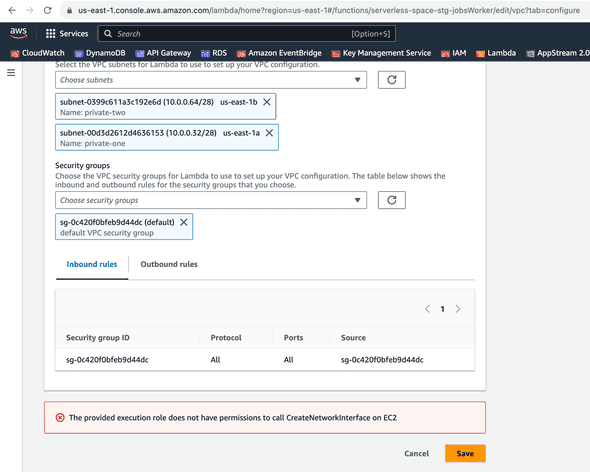 us-east-1.console.aws.amazon.com/lambda/home?region=us-east-1#/functions/serverless-space-stg-jobsWorker/edit/vpc?tab=configure
aws Services Search [Option+S]
CloudWatch DynamoDB API Gateway RDS Amazon EventBridge Key Management Service IAM Lambda AppStream 2.0
Select the VPC subnets for Lambda to use to set up your VPC configuration.
Choose subnets
subnet-0399c611a3c192e6d (10.0.0.64/28) us-east-1b
Name: private-two
subnet-00d3d2612d4636153 (10.0.0.32/28) us-east-1a
Name: private-one
Security groups
Choose the VPC security groups for Lambda to use to set up your VPC configuration. The table below shows the
inbound and outbound rules for the security groups that you choose.
Choose security groups
sg-0c420f0bfeb9d44dc (default)
default VPC security group
Inbound rules Outbound rules
1
Security group ID Protocol Ports Source
sg-0c420f0bfeb9d44dc All All sg-0c420f0bfeb9d44dc
The provided execution role does not have permissions to call CreateNetworkInterface on EC2
Cancel Save